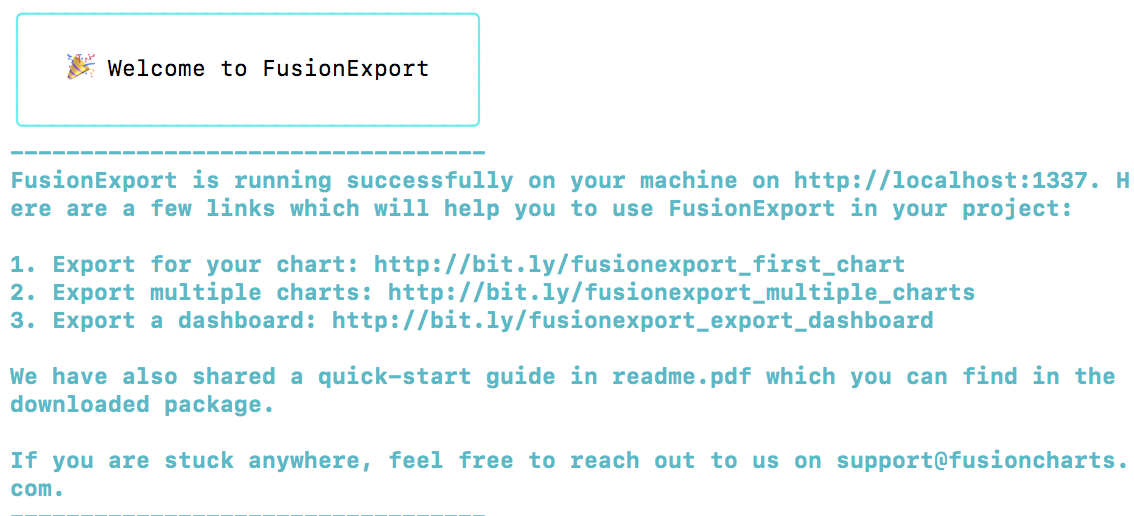 🎉 Welcome to FusionExport
----------------------------------
FusionExport is running successfully on your machine on http://localhost:1337. H
ere are a few links which will help you to use FusionExport in your project:
1. Export for your chart: http://bit.ly/fusionexport_first_chart
2. Export multiple charts: http://bit.ly/fusionexport_multiple_charts
3. Export a dashboard: http://bit.ly/fusionexport_export_dashboard
We have also shared a quick-start guide in readme.pdf which you can find in the
downloaded package.
If you are stuck anywhere, feel free to reach out to us on support@fusioncharts.
com.
----------------------------------